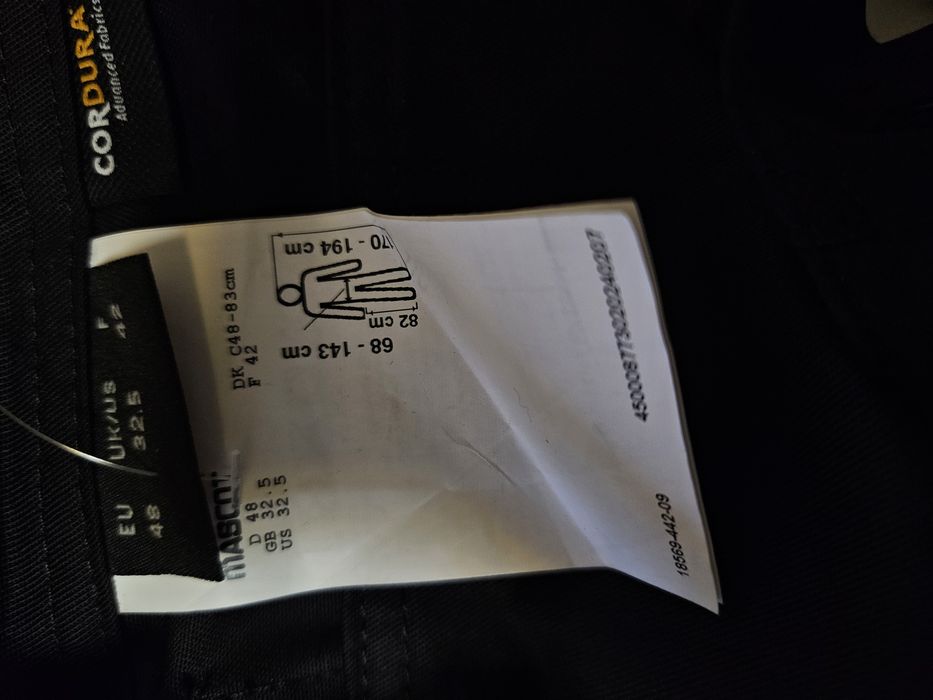 CORDURA
Advanced Fabrics
EU UK/US F
48 32.5 42
MASCOT
D 48
GB 32.5
US 32.5
DK C48-83cm
F 42
170 - 194 cm
82 cm
68 - 143 cm
18569-442-09